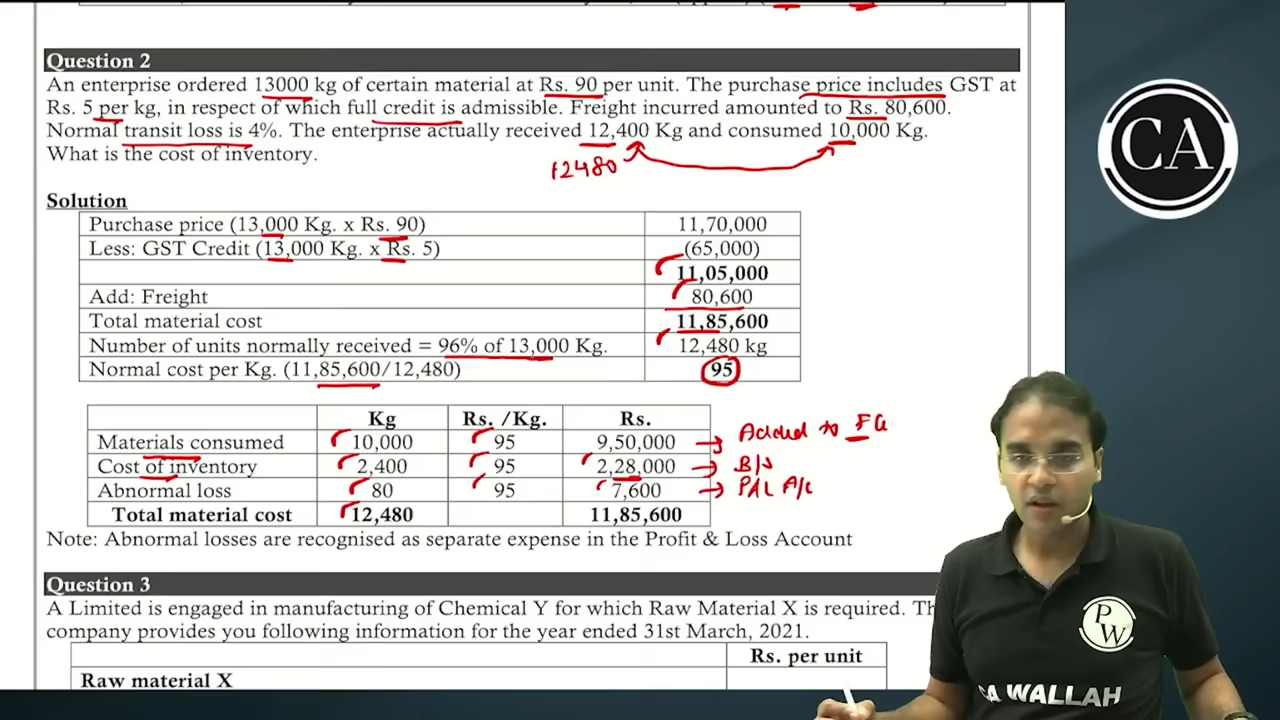 Question 2
An enterprise ordered 13000 kg of certain material at Rs. 90 per unit. The purchase price includes GST at
Rs. 5 per kg, in respect of which full credit is admissible. Freight incurred amounted to Rs. 80,600.
Normal transit loss is 4%. The enterprise actually received 12,400 Kg and consumed 10,000 Kg.
What is the cost of inventory.
12480
Solution
Purchase price (13,000 Kg. x Rs. 90) 11,70,000
Less: GST Credit (13,000 Kg. x Rs. 5) (65,000)
11,05,000
Add: Freight 80,600
Total material cost 11,85,600
Number of units normally received = 96% of 13,000 Kg. 12,480 kg
Normal cost per Kg. (11,85,600/12,480) 95
Kg Rs. /Kg. Rs.
Materials consumed 10,000 95 9,50,000 → Added to FG
Cost of inventory 2,400 95 2,28,000 → B/s
Abnormal loss 80 95 7,600 → P/L A/c
Total material cost 12,480 11,85,600
Note: Abnormal losses are recognised as separate expense in the Profit & Loss Account
Question 3
A Limited is engaged in manufacturing of Chemical Y for which Raw Material X is required. Th
company provides you following information for the year ended 31st March, 2021.
Rs. per unit
Raw material X
CA
PW
CA WALLAH